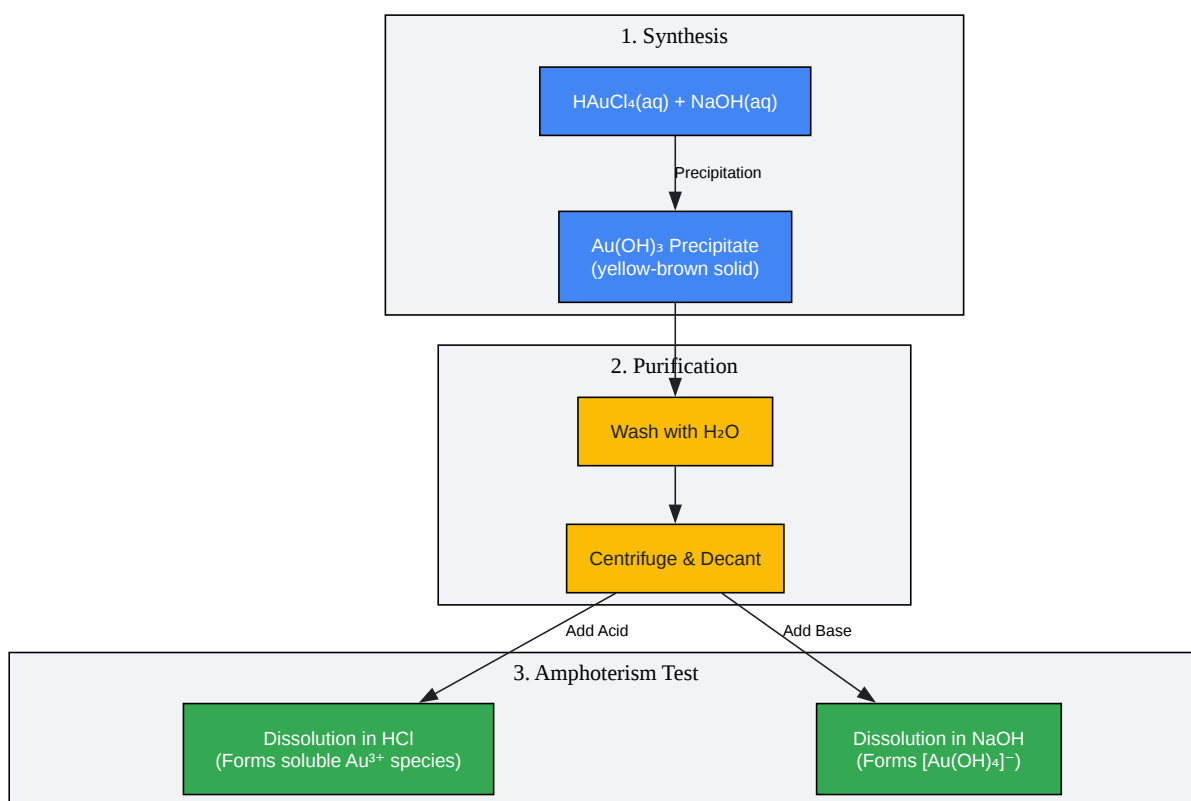 1. Synthesis
HAuCl₄(aq) + NaOH(aq)
Precipitation
Au(OH)₃ Precipitate
(yellow-brown solid)
2. Purification
Wash with H₂O
Centrifuge & Decant
Add Acid
Add Base
3. Amphoterism Test
Dissolution in HCl
(Forms soluble Au³⁺ species)
Dissolution in NaOH
(Forms [Au(OH)₄]⁻)